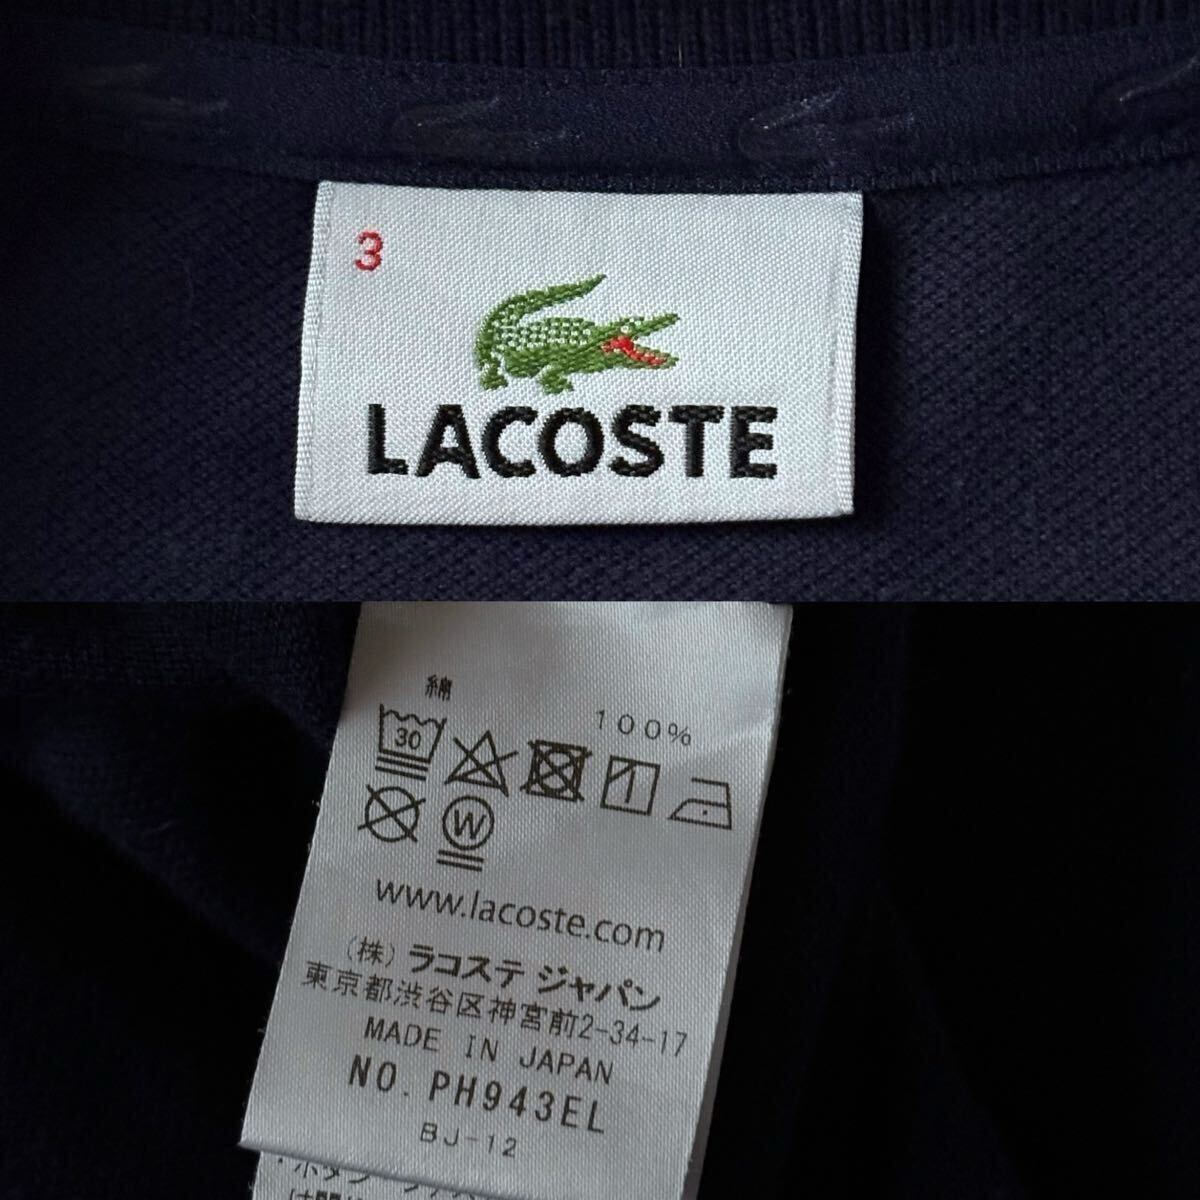 3
LACOSTE
綿
100%
30
W
www.lacoste.com
(株) ラコステ ジャパン
東京都渋谷区神宮前2-34-17
MADE IN JAPAN
NO. PH943EL
BJ-12